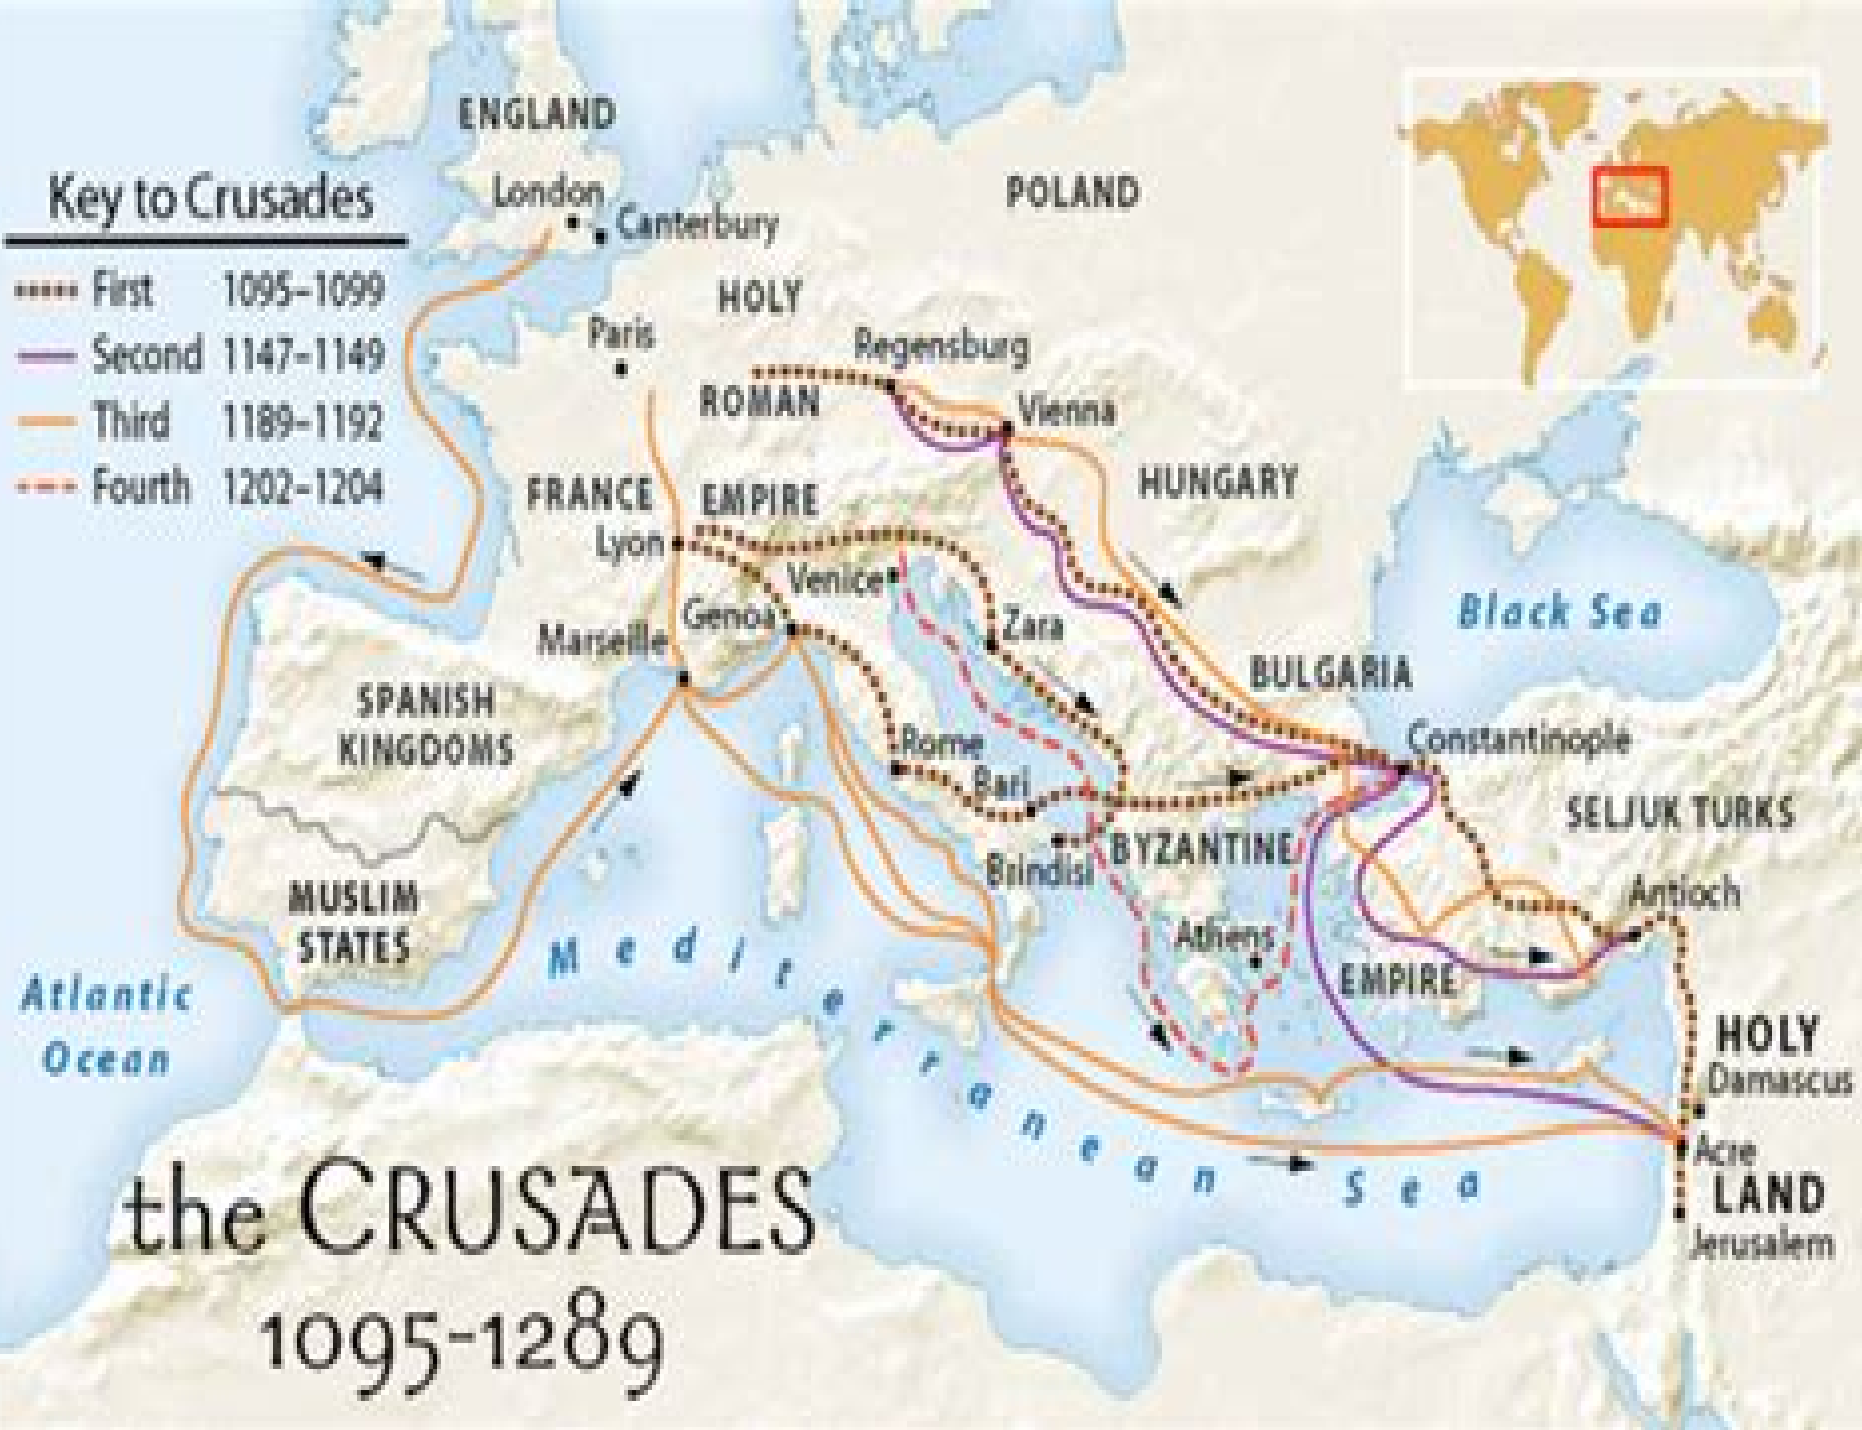 ENGLAND
London
Canterbury
POLAND
Key to Crusades
First 1095–1099
Second 1147–1149
Third 1189–1192
Fourth 1202–1204
HOLY
Paris
Regensburg
ROMAN
Vienna
HUNGARY
FRANCE
EMPIRE
Lyon
Venice
Genoa
Zara
Marseille
Black Sea
BULGARIA
SPANISH
KINGDOMS
Rome
Constantinople
Bari
SELJUK TURKS
BYZANTINE
Brindisi
MUSLIM
STATES
Antioch
Athens
EMPIRE
Atlantic
Ocean
Mediterranean Sea
HOLY
Damascus
Acre
LAND
Jerusalem
the CRUSADES
1095-1289